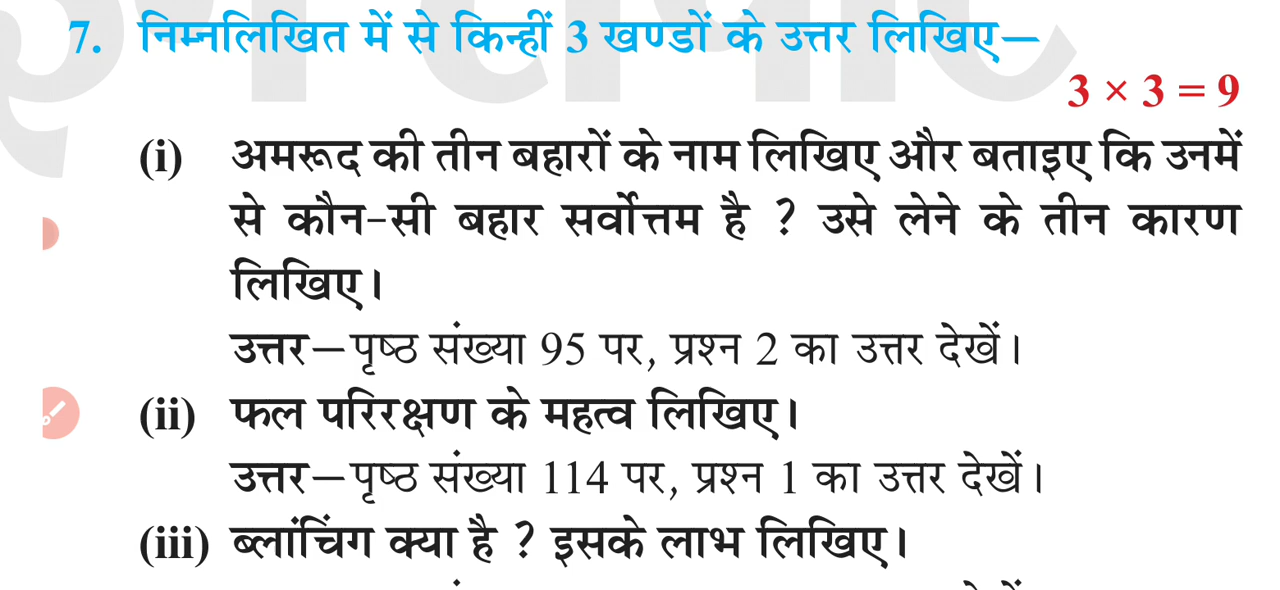 7. निम्नलिखित में से किन्हीं 3 खण्डों के उत्तर लिखिए—
3 × 3 = 9
(i) अमरूद की तीन बहारों के नाम लिखिए और बताइए कि उनमें
से कौन-सी बहार सर्वोत्तम है ? उसे लेने के तीन कारण
लिखिए।
उत्तर—पृष्ठ संख्या 95 पर, प्रश्न 2 का उत्तर देखें।
(ii) फल परिरक्षण के महत्व लिखिए।
उत्तर—पृष्ठ संख्या 114 पर, प्रश्न 1 का उत्तर देखें।
(iii) ब्लांचिंग क्या है ? इसके लाभ लिखिए।